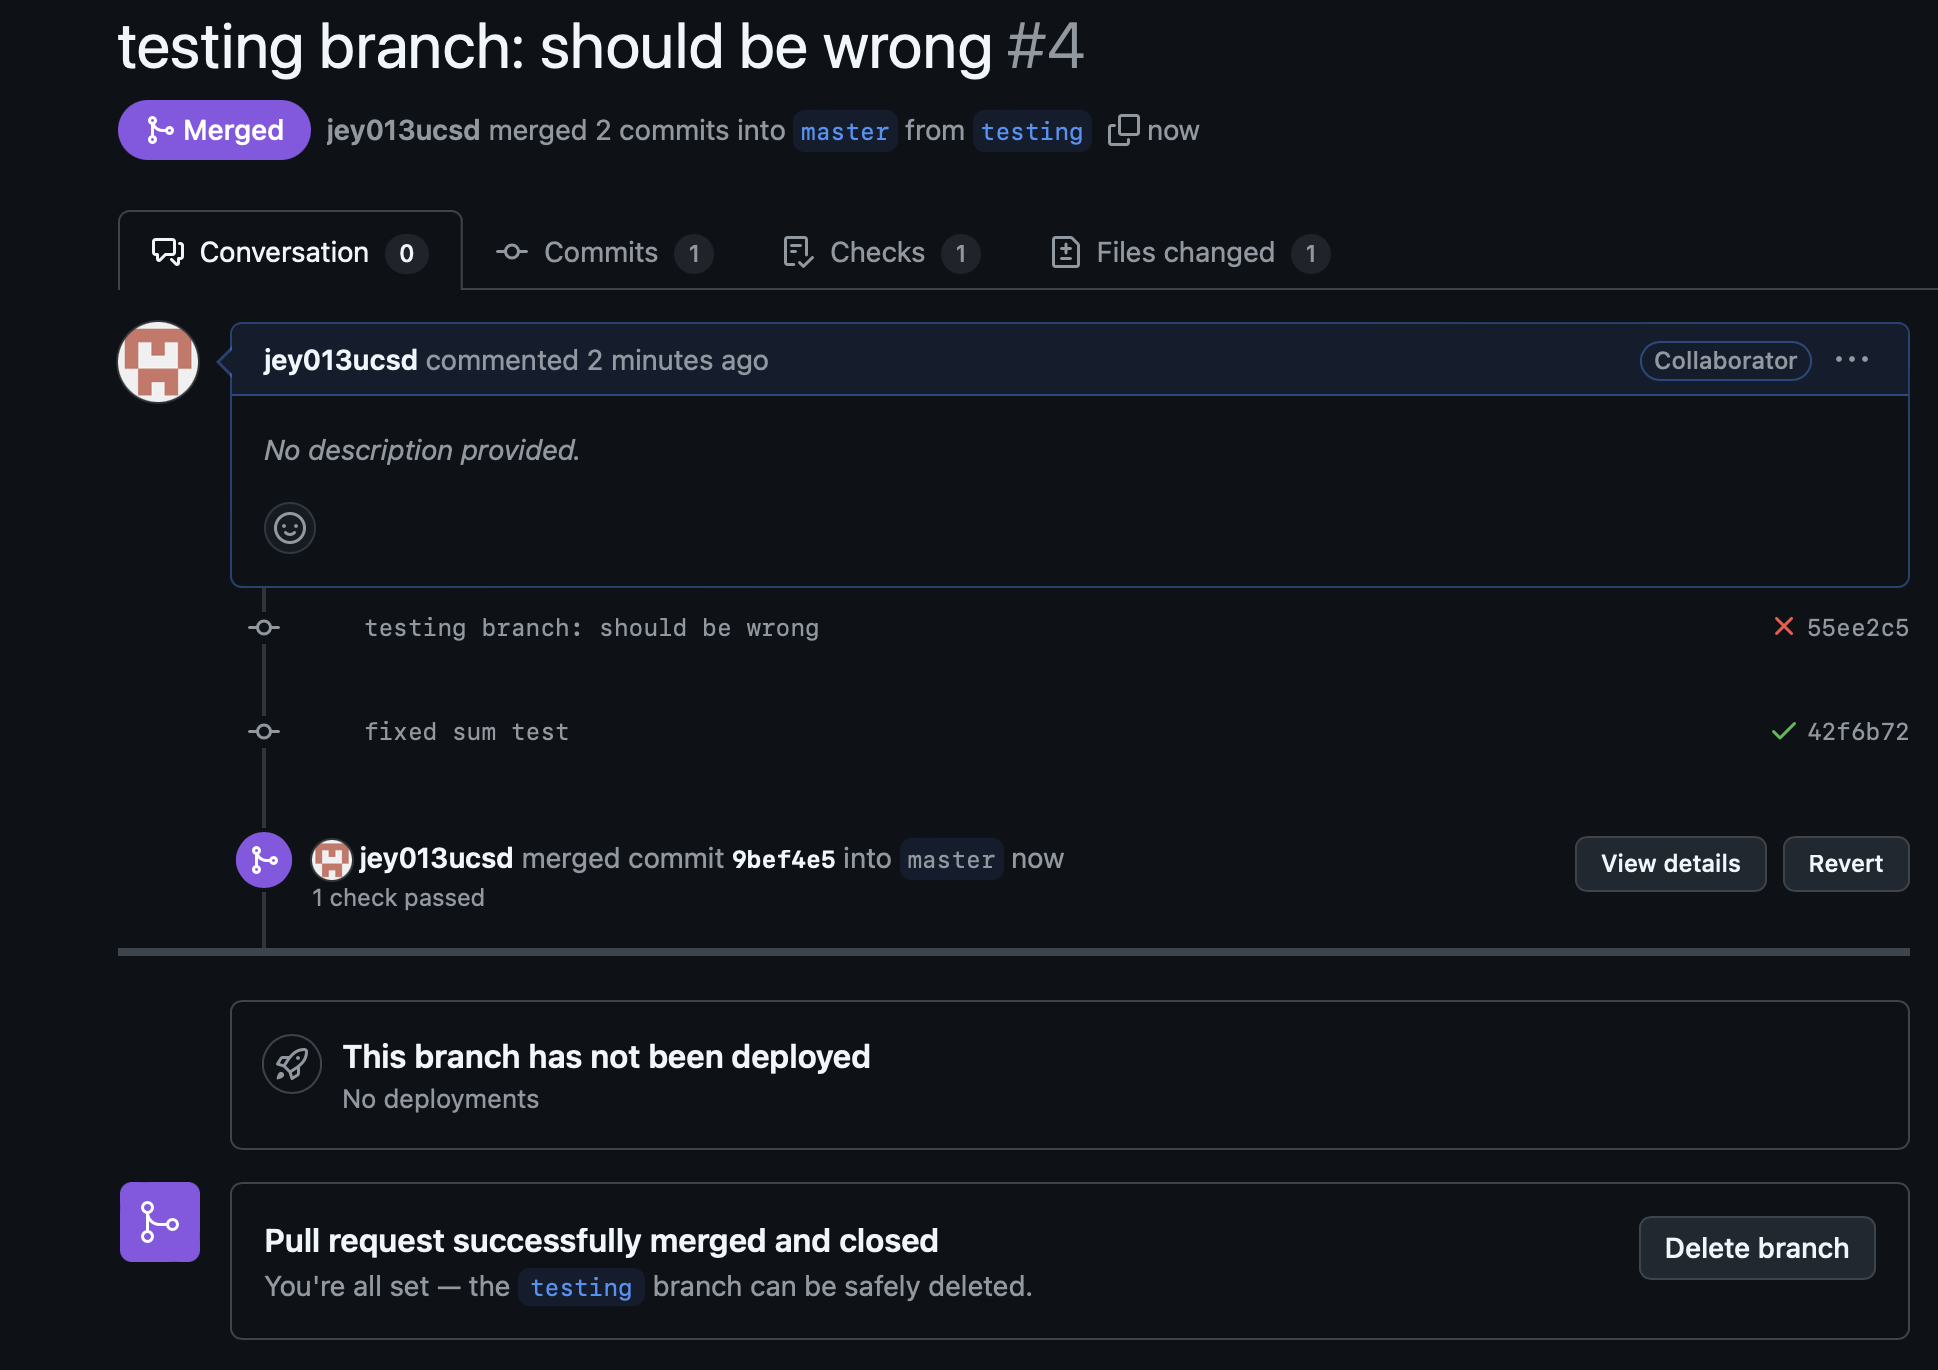 testing branch: should be wrong #4
Merged jey013ucsd merged 2 commits into master from testing now
Conversation 0 Commits 1 Checks 1 Files changed 1
jey013ucsd commented 2 minutes ago Collaborator
No description provided.
testing branch: should be wrong 55ee2c5
fixed sum test 42f6b72
jey013ucsd merged commit 9bef4e5 into master now View details Revert
1 check passed
This branch has not been deployed
No deployments
Pull request successfully merged and closed
You're all set — the testing branch can be safely deleted.
Delete branch